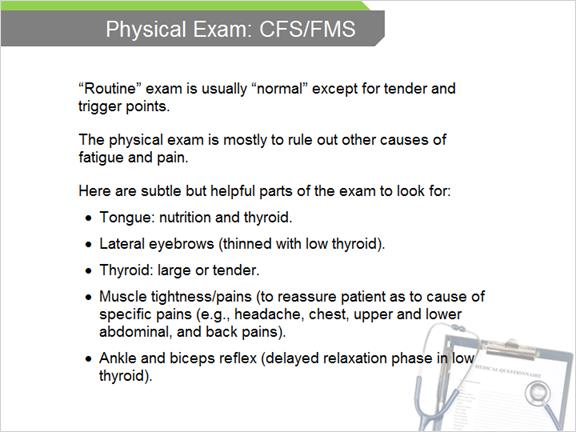 Physical Exam: CFS/FMS
“Routine” exam is usually “normal” except for tender and
trigger points.
The physical exam is mostly to rule out other causes of
fatigue and pain.
Here are subtle but helpful parts of the exam to look for:
• Tongue: nutrition and thyroid.
• Lateral eyebrows (thinned with low thyroid).
• Thyroid: large or tender.
• Muscle tightness/pains (to reassure patient as to cause of
specific pains (e.g., headache, chest, upper and lower
abdominal, and back pains).
• Ankle and biceps reflex (delayed relaxation phase in low
thyroid).
MEDICAL QUESTIONNAIRE